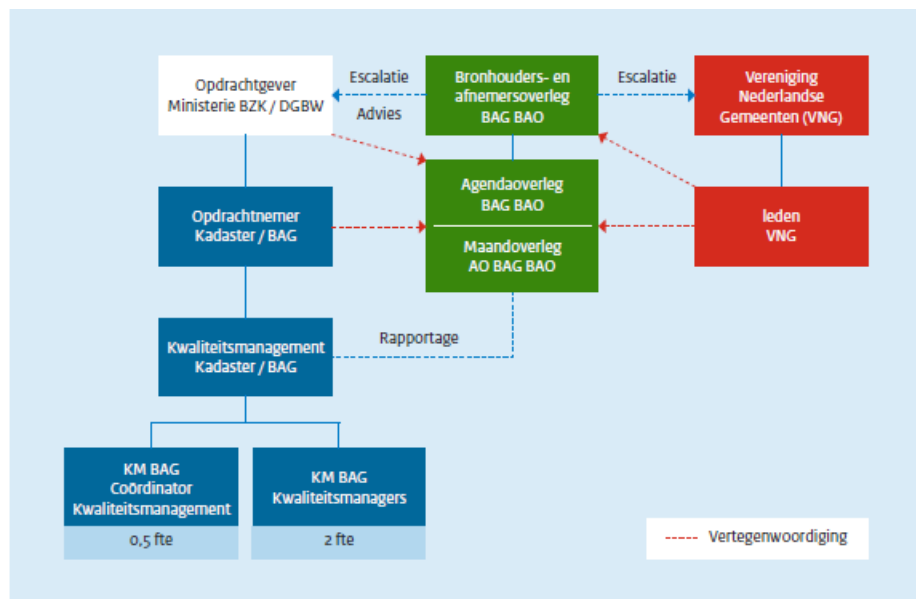 Opdrachtgever
Ministerie BZK / DGBW
Escalatie
Advies
Bronhouders- en
afnemersoverleg
BAG BAO
Escalatie
Vereniging
Nederlandse
Gemeenten (VNG)
Opdrachtnemer
Kadaster / BAG
Agendaoverleg
BAG BAO
Maandoverleg
AO BAG BAO
leden
VNG
Kwaliteitsmanagement
Kadaster / BAG
Rapportage
KM BAG
Coördinator
Kwaliteitsmanagement
0,5 fte
KM BAG
Kwaliteitsmanagers
2 fte
Vertegenwoordiging